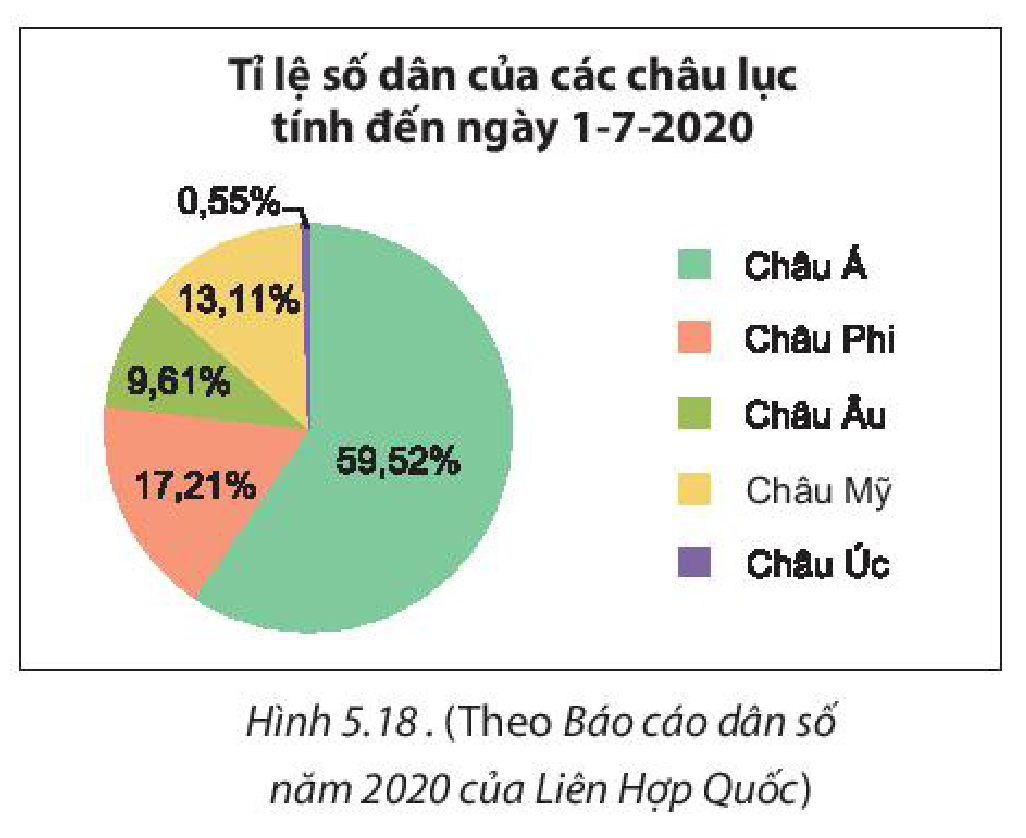 Tỉ lệ số dân của các châu lục
tính đến ngày 1-7-2020
0,55%
13,11%
9,61%
17,21%
59,52%
Châu Á
Châu Phi
Châu Âu
Châu Mỹ
Châu Úc
Hình 5.18 . (Theo Báo cáo dân số
năm 2020 của Liên Hợp Quốc)